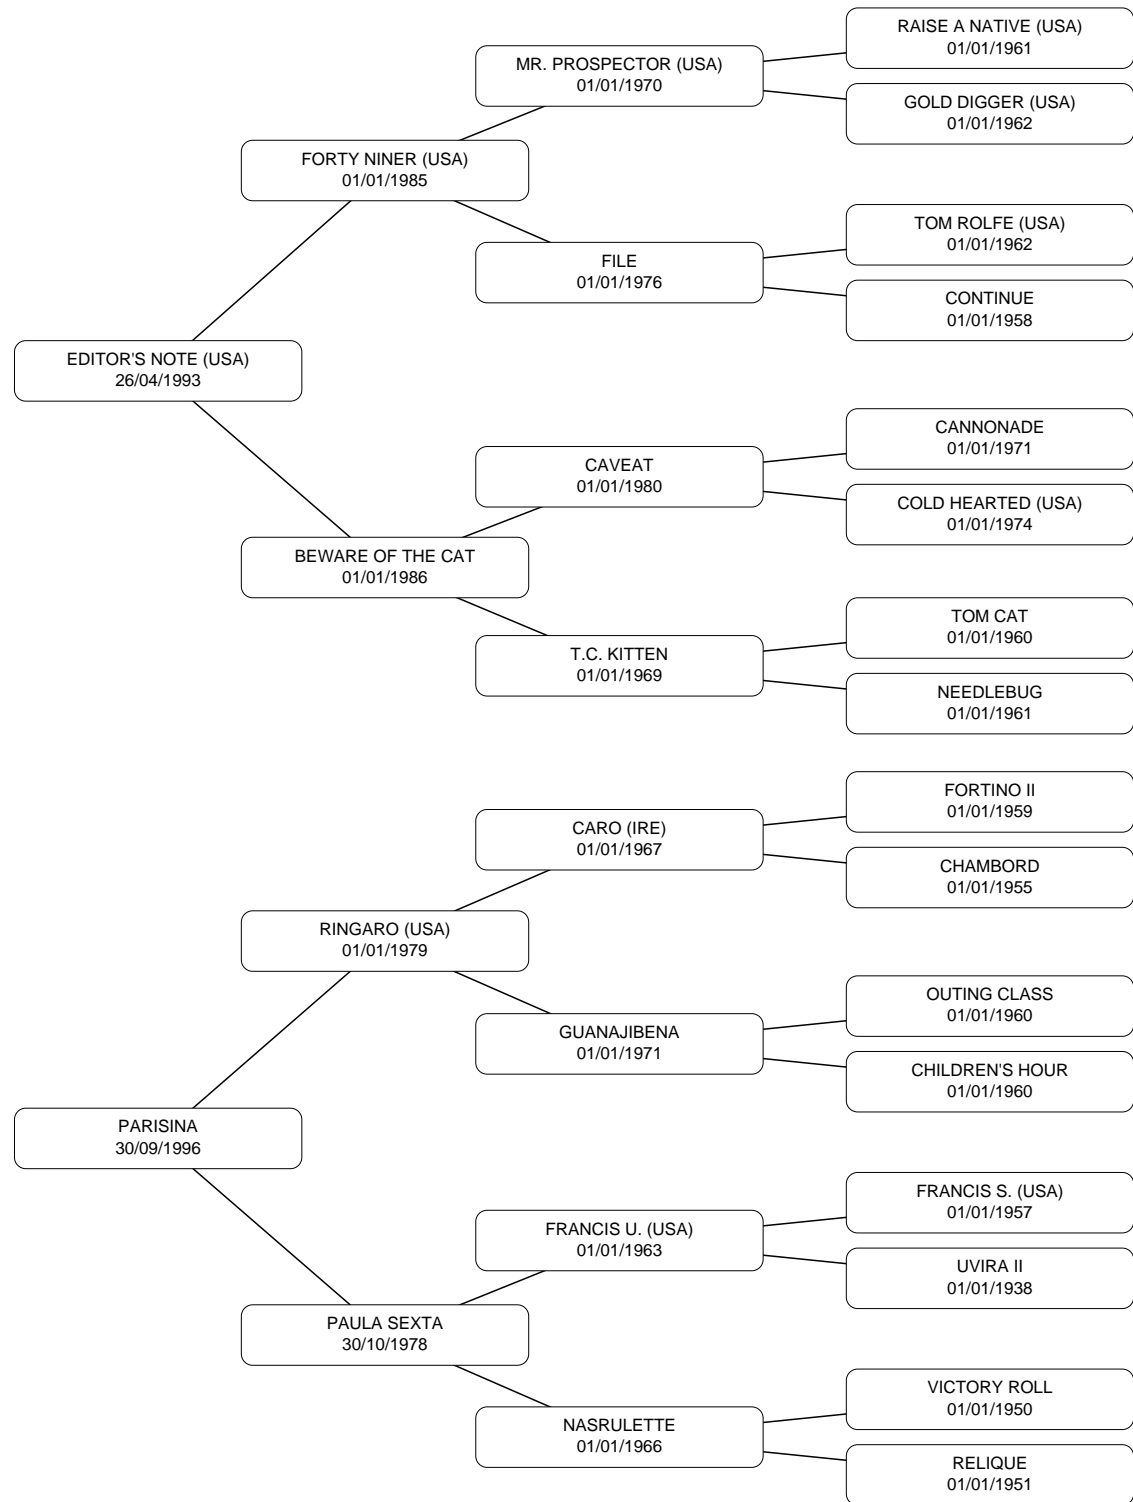 RAISE A NATIVE (USA)
01/01/1961
MR. PROSPECTOR (USA)
01/01/1970
GOLD DIGGER (USA)
01/01/1962
FORTY NINER (USA)
01/01/1985
TOM ROLFE (USA)
01/01/1962
FILE
01/01/1976
CONTINUE
01/01/1958
EDITOR'S NOTE (USA)
26/04/1993
CANNONADE
01/01/1971
CAVEAT
01/01/1980
COLD HEARTED (USA)
01/01/1974
BEWARE OF THE CAT
01/01/1986
TOM CAT
01/01/1960
T.C. KITTEN
01/01/1969
NEEDLEBUG
01/01/1961
FORTINO II
01/01/1959
CARO (IRE)
01/01/1967
CHAMBORD
01/01/1955
RINGARO (USA)
01/01/1979
OUTING CLASS
01/01/1960
GUANAJIBENA
01/01/1971
CHILDREN'S HOUR
01/01/1960
PARISINA
30/09/1996
FRANCIS S. (USA)
01/01/1957
FRANCIS U. (USA)
01/01/1963
UVIRA II
01/01/1938
PAULA SEXTA
30/10/1978
VICTORY ROLL
01/01/1950
NASRULETTE
01/01/1966
RELIQUE
01/01/1951